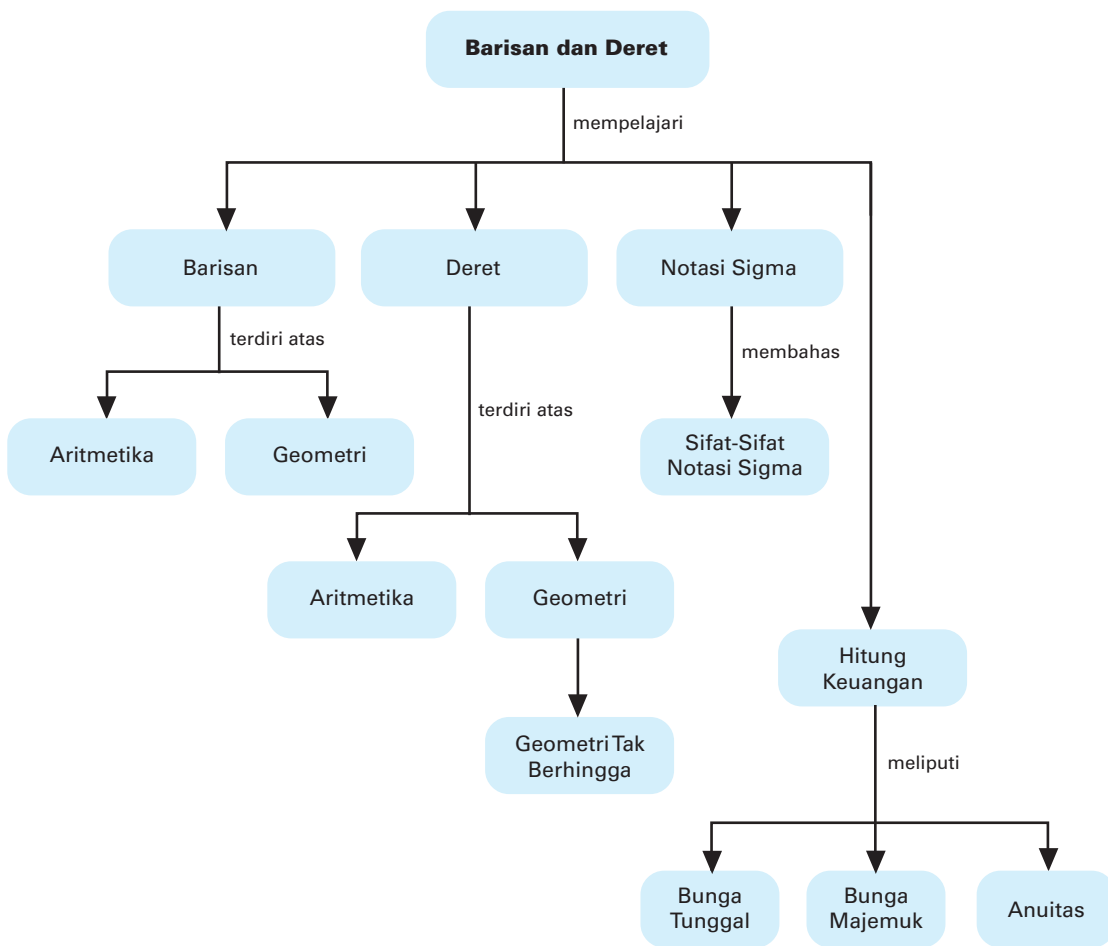 Barisan dan Deret
mempelajari
Barisan
Deret
Notasi Sigma
terdiri atas
membahas
terdiri atas
Aritmetika
Geometri
Sifat-Sifat
Notasi Sigma
Aritmetika
Geometri
Hitung
Keuangan
Geometri Tak
Berhingga
meliputi
Bunga
Tunggal
Bunga
Majemuk
Anuitas